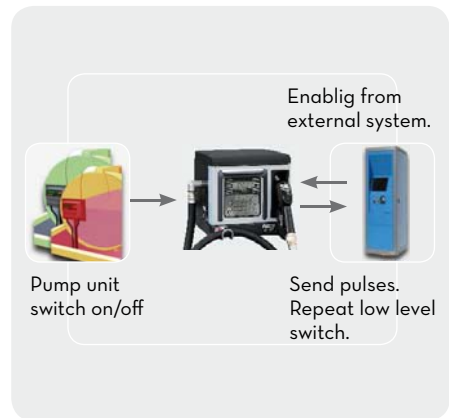 Enablig from
external system.
Pump unit
switch on/off
Send pulses.
Repeat low level
switch.